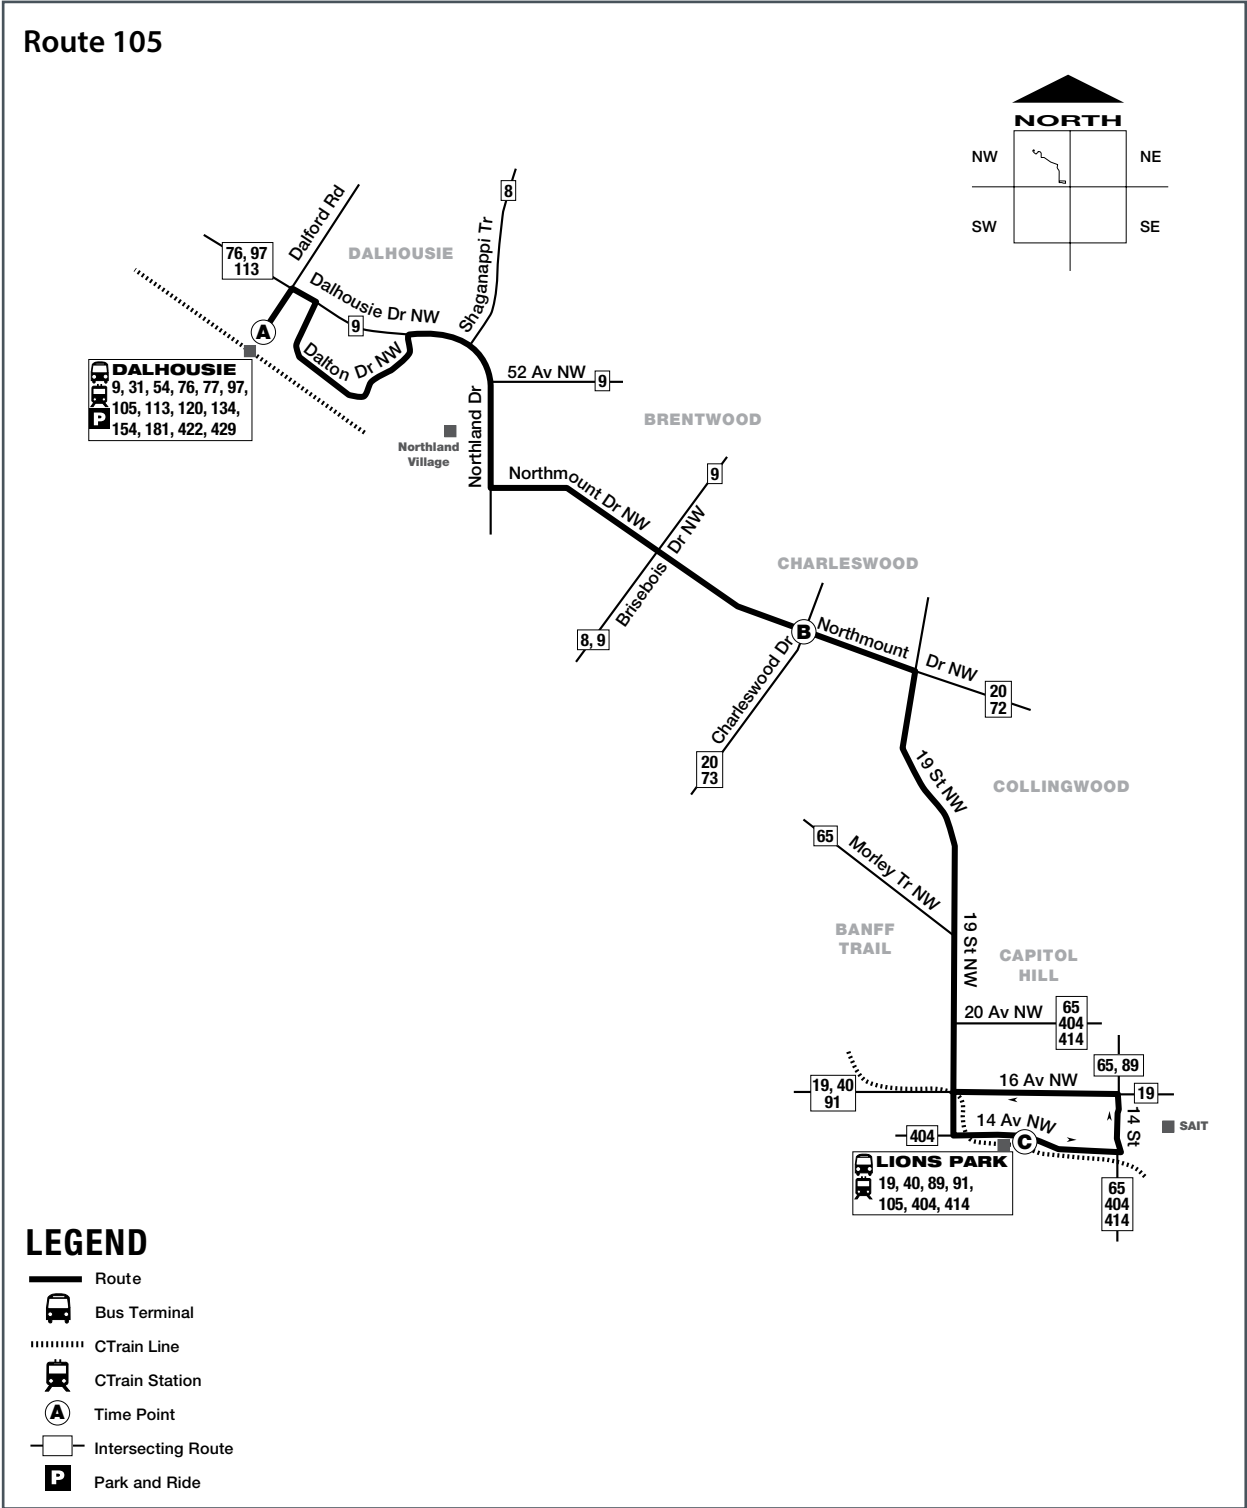 Route 105
NORTH
NW
NE
SW
SE
8
Dalford Rd
76, 97
113
DALHOUSIE
Shaganappi Tr
Dalhousie Dr NW
9
A
Dalton Dr NW
DALHOUSIE
9, 31, 54, 76, 77, 97,
P
105, 113, 120, 134,
154, 181, 422, 429
52 Av NW
9
BRENTWOOD
Northland Dr
Northland
Village
Northmount Dr NW
9
Brisebois Dr NW
8, 9
CHARLESWOOD
B
Northmount Dr NW
20
72
Charleswood Dr
20
73
19 St NW
COLLINGWOOD
65
Morley Tr NW
BANFF
TRAIL
19 St NW
CAPITOL
HILL
20 Av NW
65
404
414
65, 89
16 Av NW
19, 40
91
19
14 Av NW
14 St
SAIT
404
C
LIONS PARK
19, 40, 89, 91,
105, 404, 414
65
404
414
LEGEND
Route
Bus Terminal
CTrain Line
CTrain Station
A
Time Point
Intersecting Route
P
Park and Ride